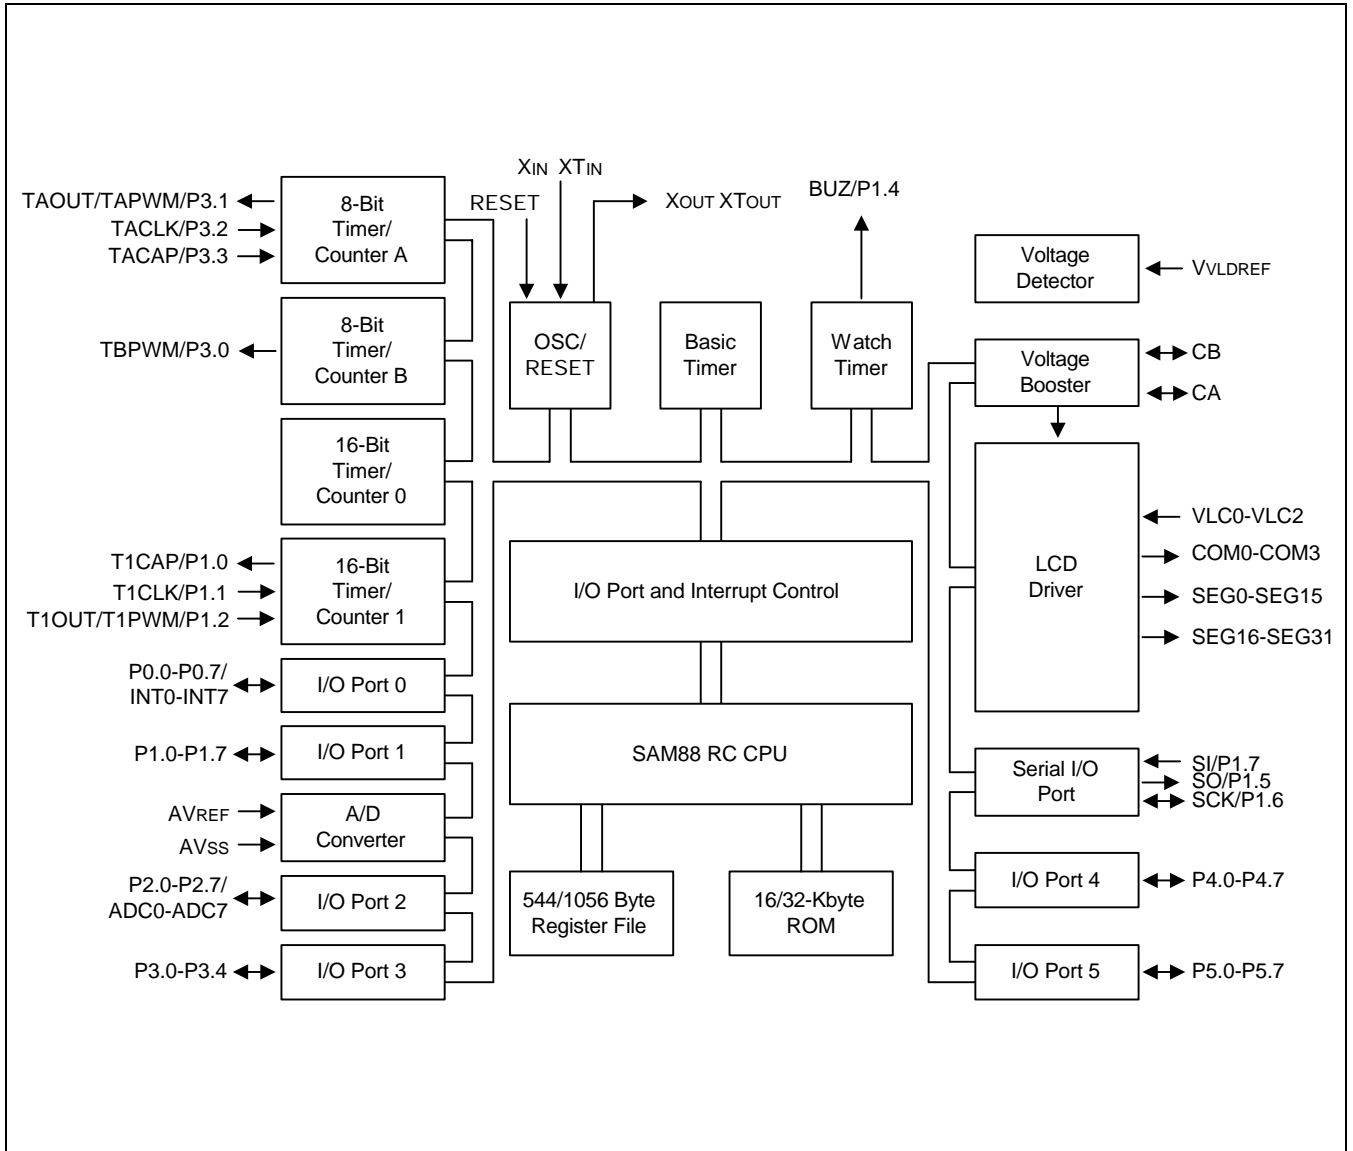 XIN XTIN
RESET
XOUT XTOUT
BUZ/P1.4
TAOUT/TAPWM/P3.1
TACLK/P3.2
TACAP/P3.3
8-Bit
Timer/
Counter A
TBPWM/P3.0
8-Bit
Timer/
Counter B
16-Bit
Timer/
Counter 0
T1CAP/P1.0
T1CLK/P1.1
T1OUT/T1PWM/P1.2
16-Bit
Timer/
Counter 1
P0.0-P0.7/
INT0-INT7
I/O Port 0
P1.0-P1.7
I/O Port 1
AVREF
AVSS
A/D
Converter
P2.0-P2.7/
ADC0-ADC7
I/O Port 2
P3.0-P3.4
I/O Port 3
OSC/
RESET
Basic
Timer
Watch
Timer
I/O Port and Interrupt Control
SAM88 RC CPU
544/1056 Byte
Register File
16/32-Kbyte
ROM
Voltage
Detector
VVLDREF
Voltage
Booster
CB
CA
LCD
Driver
VLC0-VLC2
COM0-COM3
SEG0-SEG15
SEG16-SEG31
Serial I/O
Port
SI/P1.7
SO/P1.5
SCK/P1.6
I/O Port 4
P4.0-P4.7
I/O Port 5
P5.0-P5.7